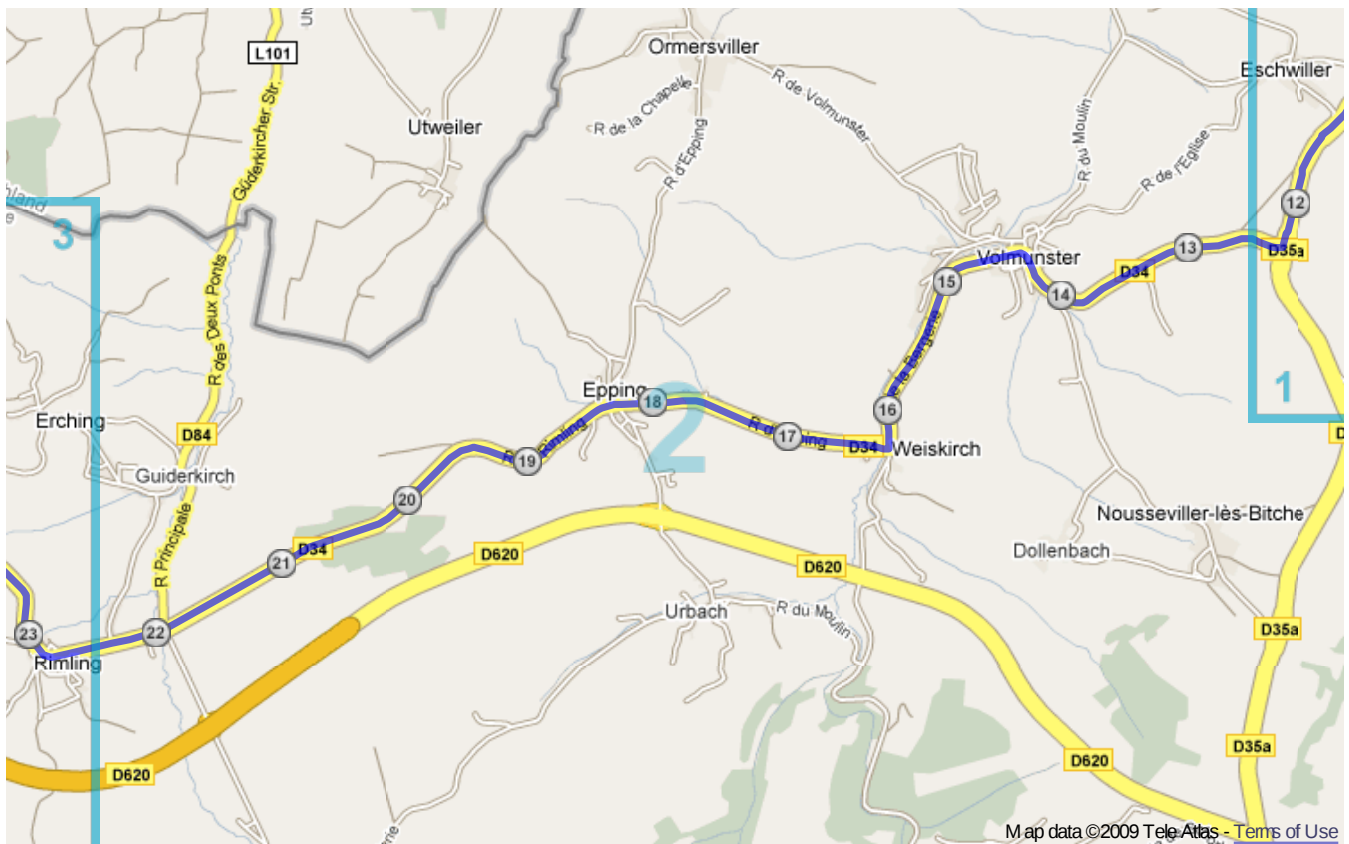 Ormersviller
L101
Eschwiller
R de Volmunster
R de la Chapelle
Utweiler
R du Moulin
R d'Epping
R de l'Eglise
Güderkircher Str.
12
3
13
D35a
Volmunster
D34
15
14
R des Deux Ponts
1
Epping
18
2
16
Erching
D84
17
D34
Weiskirch
19
Guiderkirch
20
Nousseviller-lès-Bitche
D34
Dollenbach
21
D620
D620
R Principale
Urbach
R du Moulin
23
22
D35a
Rimling
D35a
D620
D620
Map data ©2009 Tele Atlas - Terms of Use